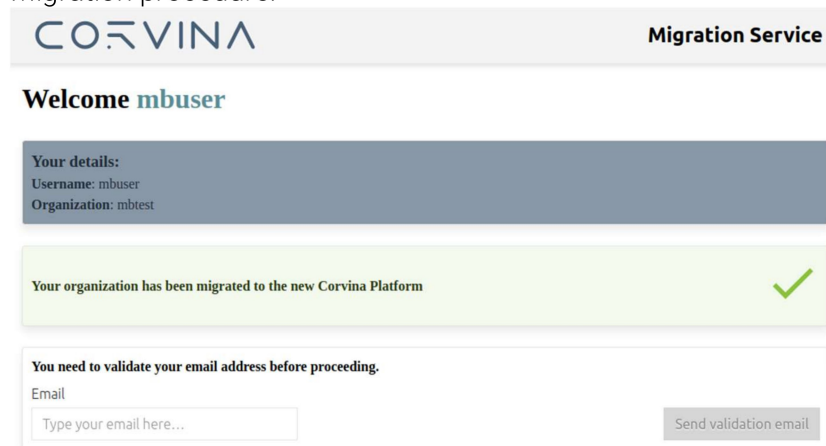 migration procedure.
CORVINA
Migration Service
Welcome mbuser
Your details:
Username: mbuser
Organization: mbtest
Your organization has been migrated to the new Corvina Platform
You need to validate your email address before proceeding.
Email
Type your email here...
Send validation email